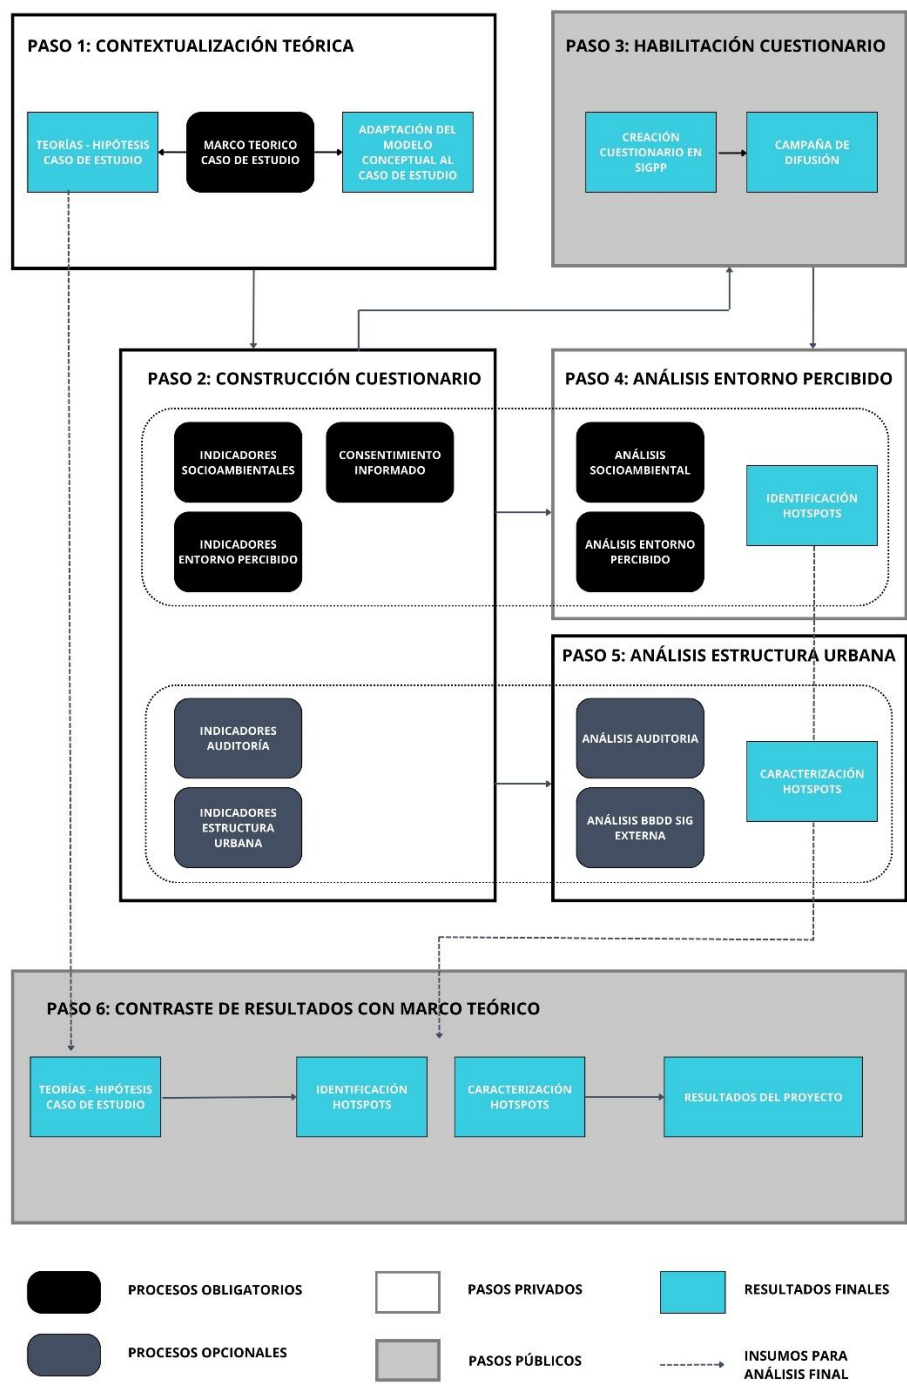 PASO 1: CONTEXTUALIZACIÓN TEÓRICA
TEORÍAS - HIPÓTESIS
CASO DE ESTUDIO
MARCO TEORICO
CASO DE ESTUDIO
ADAPTACIÓN DEL
MODELO
CONCEPTUAL AL
CASO DE ESTUDIO
PASO 3: HABILITACIÓN CUESTIONARIO
CREACIÓN
CUESTIONARIO EN
SIGPP
CAMPAÑA DE
DIFUSIÓN
PASO 2: CONSTRUCCIÓN CUESTIONARIO
INDICADORES
SOCIOAMBIENTALES
CONSENTIMIENTO
INFORMADO
INDICADORES
ENTORNO PERCIBIDO
INDICADORES
AUDITORÍA
INDICADORES
ESTRUCTURA
URBANA
PASO 4: ANÁLISIS ENTORNO PERCIBIDO
ANÁLISIS
SOCIOAMBIENTAL
ANÁLISIS ENTORNO
PERCIBIDO
IDENTIFICACIÓN
HOTSPOTS
PASO 5: ANÁLISIS ESTRUCTURA URBANA
ANÁLISIS AUDITORIA
ANÁLISIS BBDD SIG
EXTERNA
CARACTERIZACIÓN
HOTSPOTS
PASO 6: CONTRASTE DE RESULTADOS CON MARCO TEÓRICO
TEORÍAS - HIPÓTESIS
CASO DE ESTUDIO
IDENTIFICACIÓN
HOTSPOTS
CARACTERIZACIÓN
HOTSPOTS
RESULTADOS DEL PROYECTO
PROCESOS OBLIGATORIOS
PASOS PRIVADOS
RESULTADOS FINALES
PROCESOS OPCIONALES
PASOS PÚBLICOS
INSUMOS PARA
ANÁLISIS FINAL